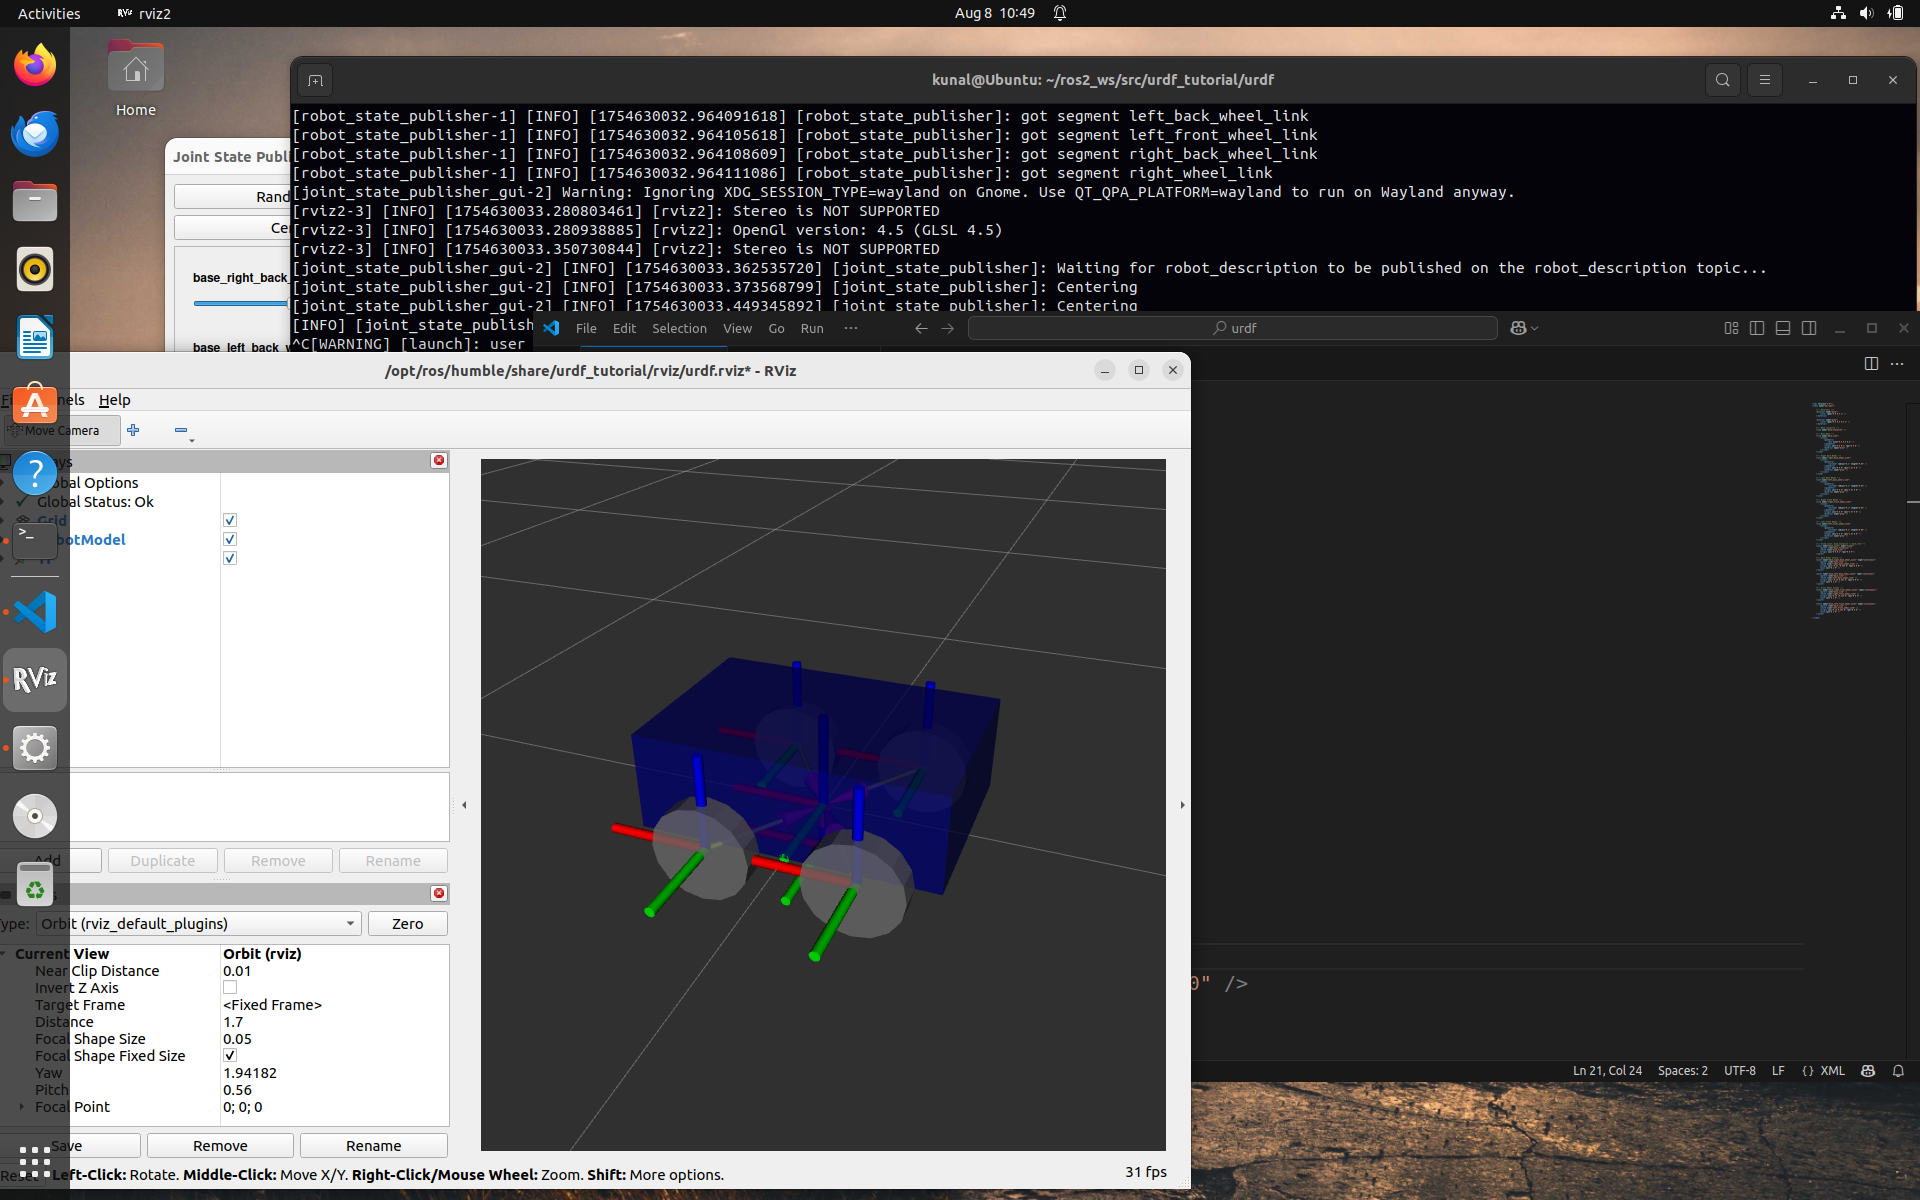 Activities
rviz2
Aug 8 10:49
Home
kunal@Ubuntu: ~/ros2_ws/src/urdf_tutorial/urdf
[robot_state_publisher-1] [INFO] [1754630032.964091618] [robot_state_publisher]: got segment left_back_wheel_link
[robot_state_publisher-1] [INFO] [1754630032.964105618] [robot_state_publisher]: got segment left_front_wheel_link
[robot_state_publisher-1] [INFO] [1754630032.964108609] [robot_state_publisher]: got segment right_back_wheel_link
[robot_state_publisher-1] [INFO] [1754630032.964111086] [robot_state_publisher]: got segment right_wheel_link
[joint_state_publisher_gui-2] Warning: Ignoring XDG_SESSION_TYPE=wayland on Gnome. Use QT_QPA_PLATFORM=wayland to run on Wayland anyway.
[rviz2-3] [INFO] [1754630033.280803461] [rviz2]: Stereo is NOT SUPPORTED
[rviz2-3] [INFO] [1754630033.280938885] [rviz2]: OpenGl version: 4.5 (GLSL 4.5)
[rviz2-3] [INFO] [1754630033.350730844] [rviz2]: Stereo is NOT SUPPORTED
[joint_state_publisher_gui-2] [INFO] [1754630033.362535720] [joint_state_publisher]: Waiting for robot_description to be published on the robot_description topic...
[joint_state_publisher_gui-2] [INFO] [1754630033.373568799] [joint_state_publisher]: Centering
[joint_state_publisher_gui-2] [INFO] [1754630033.449345892] [joint_state_publisher]: Centering
[INFO] [joint_state_publish
^C[WARNING] [launch]: user
Joint State Publi
Rand
Ce
base_right_back_
base_left_back_w
File Edit Selection View Go Run ···
urdf
/opt/ros/humble/share/urdf_tutorial/rviz/urdf.rviz* - RViz
nels Help
Move Camera
ays
obal Options
Global Status: Ok
Grid
botModel
RViz
Add Duplicate Remove Rename
ype: Orbit (rviz_default_plugins) Zero
Current View Orbit (rviz)
Near Clip Distance 0.01
Invert Z Axis
Target Frame <Fixed Frame>
Distance 1.7
Focal Shape Size 0.05
Focal Shape Fixed Size
Yaw 1.94182
Pitch 0.56
Focal Point 0; 0; 0
Save Remove Rename
Reset Left-Click: Rotate. Middle-Click: Move X/Y. Right-Click/Mouse Wheel: Zoom. Shift: More options.
31 fps
0" />
Ln 21, Col 24 Spaces: 2 UTF-8 LF {} XML